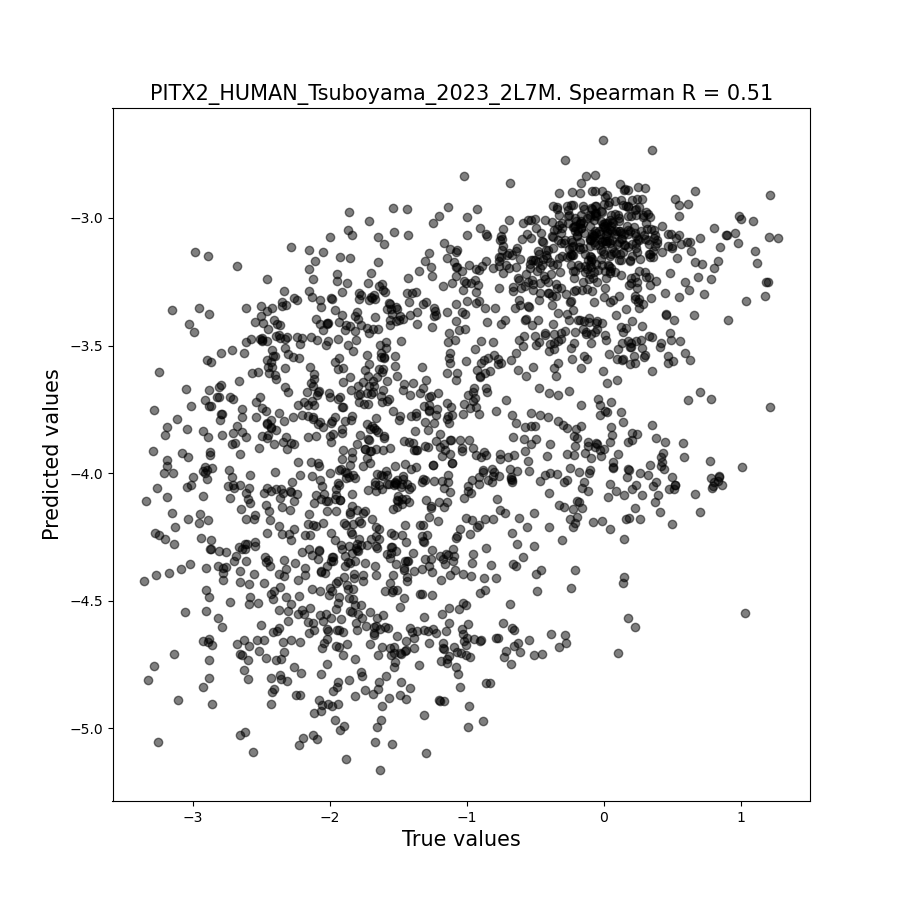 PITX2_HUMAN_Tsuboyama_2023_2L7M. Spearman R = 0.51
−3.0
−3.5
−4.0
−4.5
−5.0
Predicted values
−3 −2 −1 0 1
True values